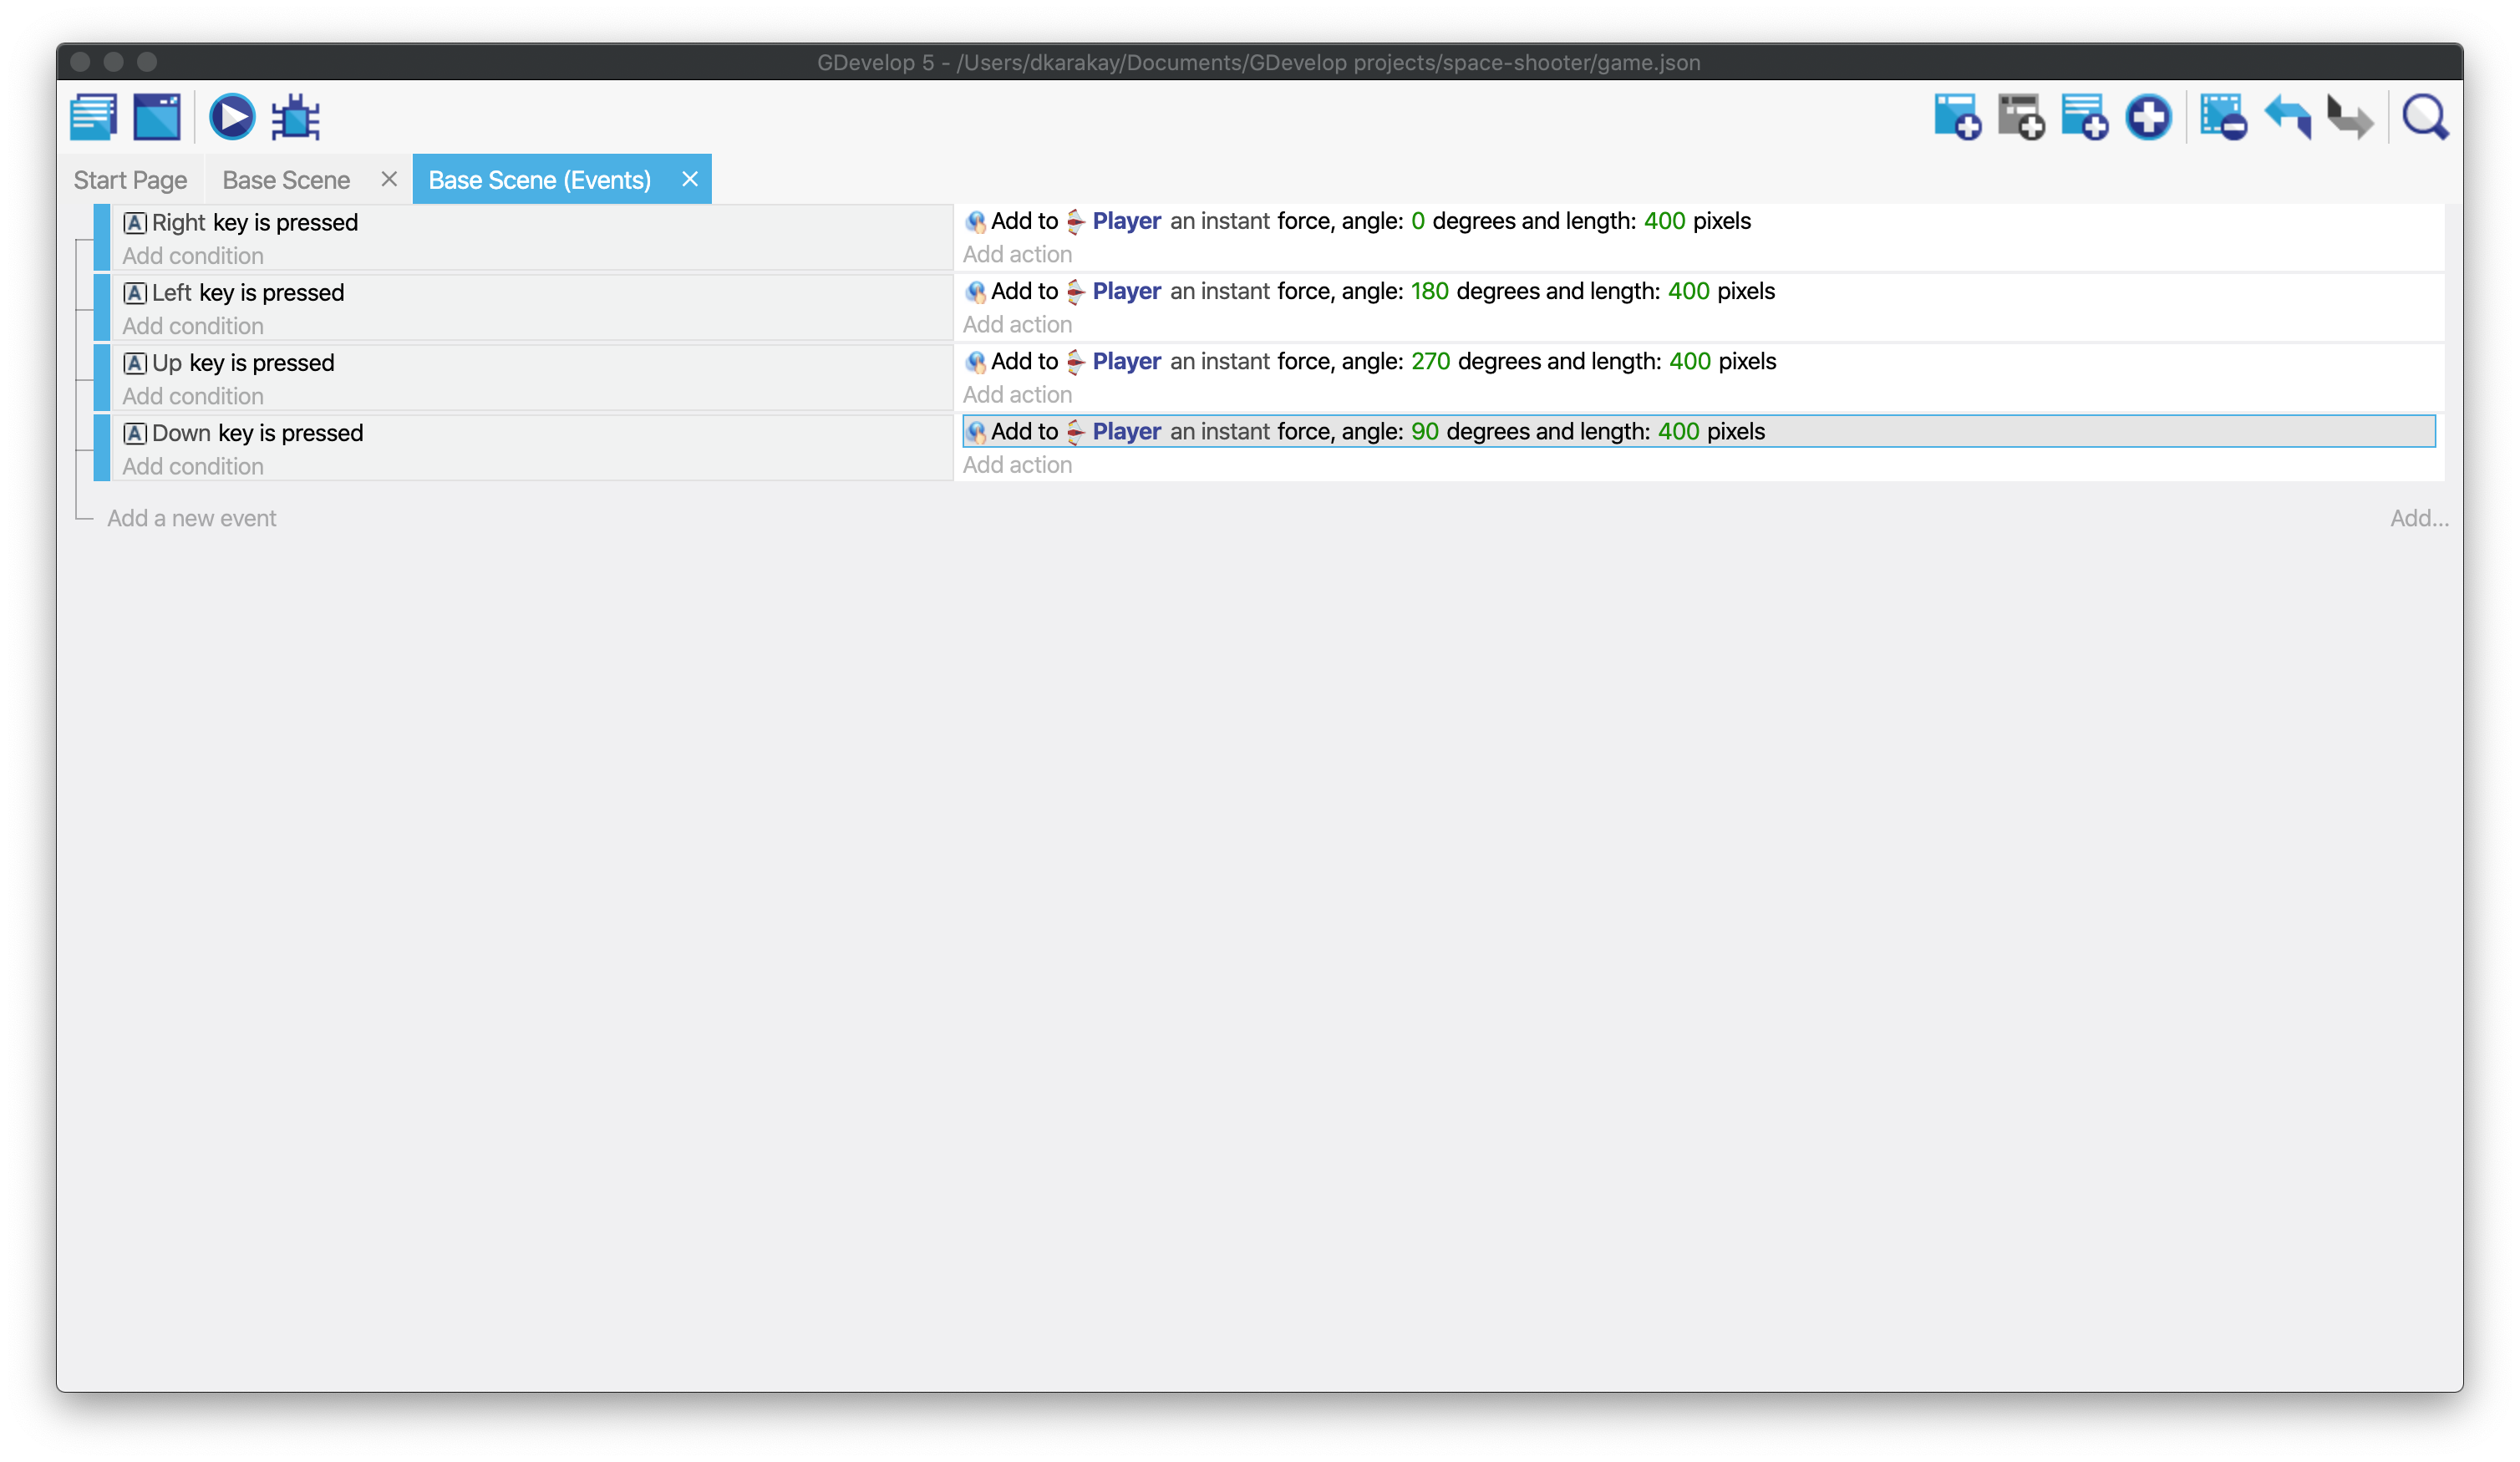 GDevelop 5 - /Users/dkarakay/Documents/GDevelop projects/space-shooter/game.json
Start Page Base Scene Base Scene (Events)
A Right key is pressed Add to Player an instant force, angle: 0 degrees and length: 400 pixels
Add condition Add action
A Left key is pressed Add to Player an instant force, angle: 180 degrees and length: 400 pixels
Add condition Add action
A Up key is pressed Add to Player an instant force, angle: 270 degrees and length: 400 pixels
Add condition Add action
A Down key is pressed Add to Player an instant force, angle: 90 degrees and length: 400 pixels
Add condition Add action
Add a new event Add...